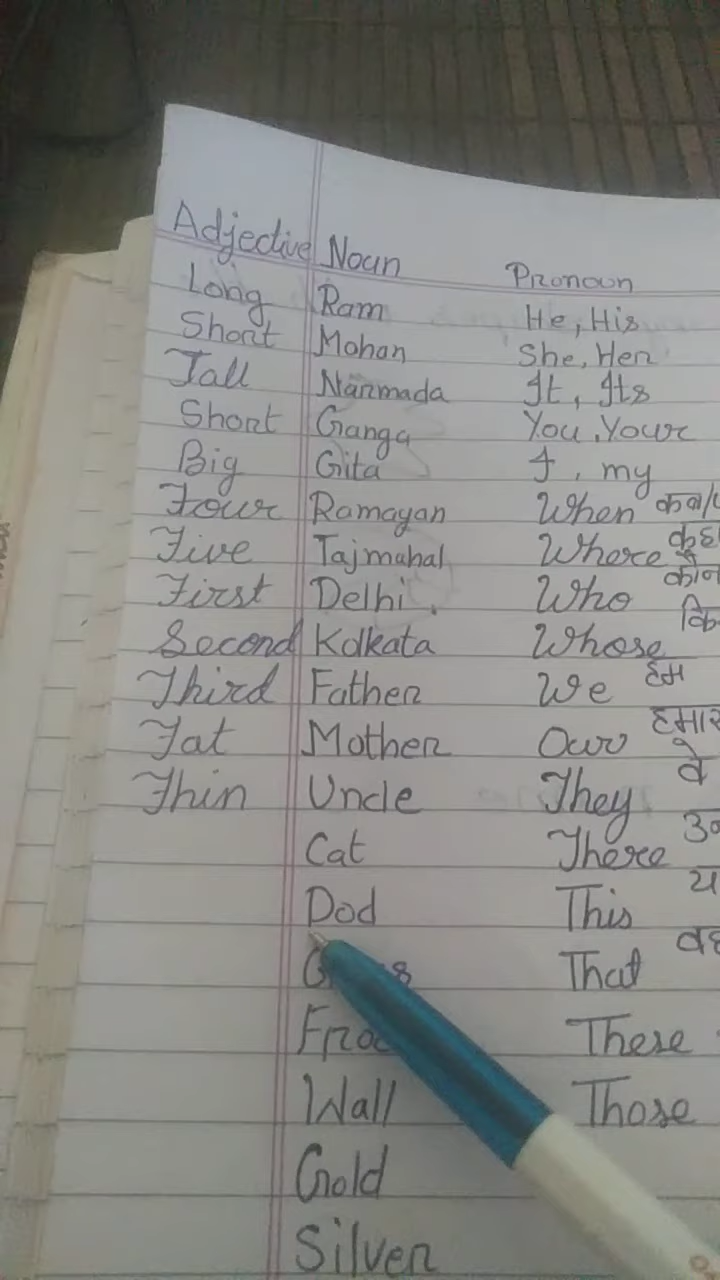 Adjective Noun Pronoun
Long Ram He, His
Short Mohan She, Her
Tall Narmada It, Its
Short Ganga You, Your
Big Gita I, my
Four Ramayan When
Five Tajmahal Where
First Delhi. Who
Second Kolkata Whose
Third Father We हम
Fat Mother Our
Thin Uncle They वे
Cat There
Dod This
That
These
Wall Those
Gold
Silver